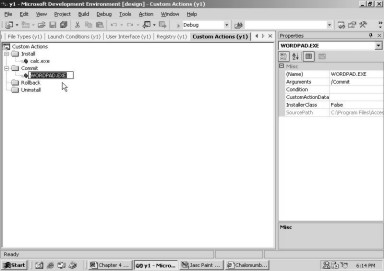 y1 - Microsoft Development Environment [design] - Custom Actions (y1)
File Edit View Project Build Debug Tools Action Window Help
Debug
File Types (y1) Launch Conditions (y1) User Interface (y1) Registry (y1) Custom Actions (y1)
Custom Actions
Install
calc.exe
Commit
WORDPAD.EXE
Rollback
Uninstall
Properties
WORDPAD.EXE
Misc
(Name) WORDPAD.EXE
Arguments /Commit
Condition
CustomActionData
InstallerClass False
SourcePath C:\Program Files\Acces
Misc
Ready
Start Chapter 4 ... y1 - Micro... Jasc Paint ... 6:14 PM